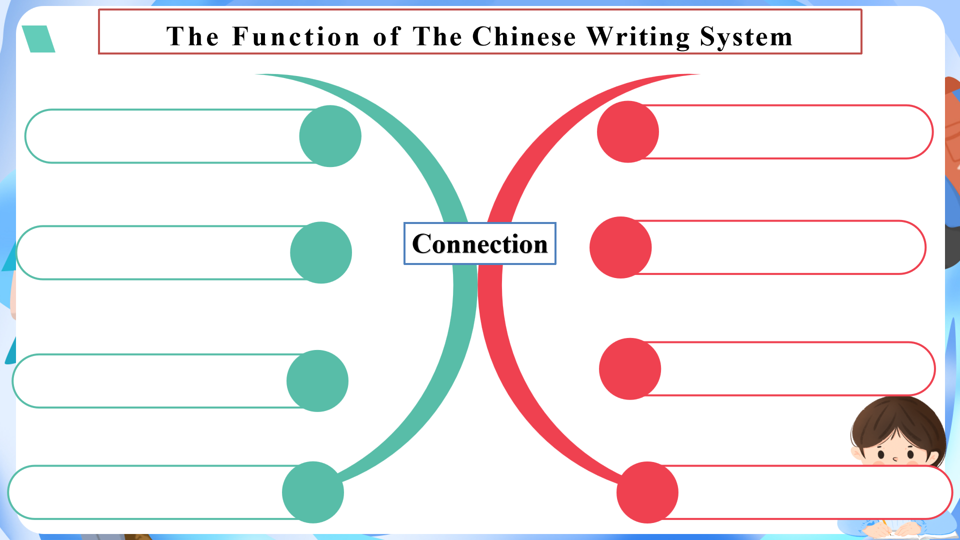 The Function of The Chinese Writing System
Connection